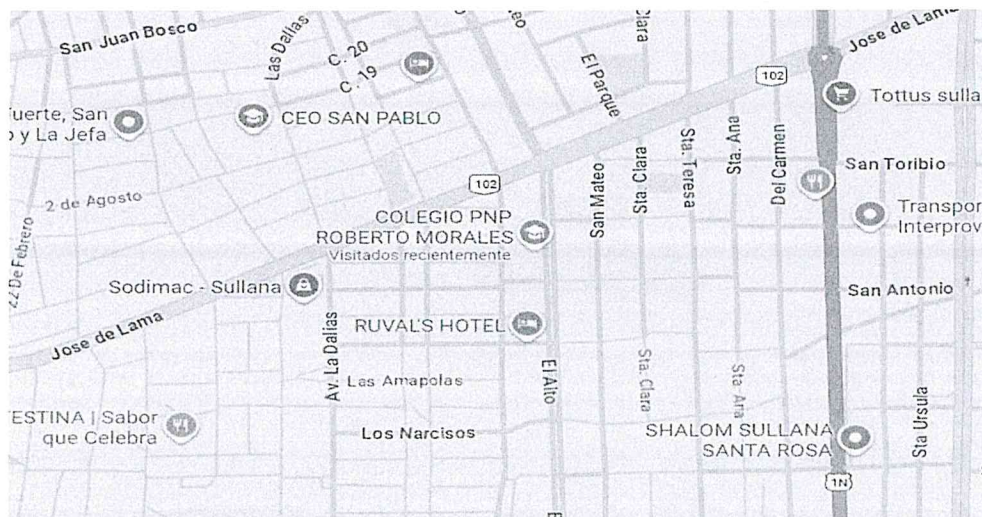 San Juan Bosco
Las Dalias
C. 20
C. 19
El Parque
Clara
102
Jose de Lama
Tottus sulla
uerte, San
o y La Jefa
CEO SAN PABLO
2 de Agosto
102
San Mateo
Sta. Clara
Sta. Teresa
Sta. Ana
Del Carmen
San Toribio
COLEGIO PNP
ROBERTO MORALES
Visitados recientemente
Transpor
Interprov
22 De Febrero
Sodimac - Sullana
San Antonio
Jose de Lama
Av. La Dalias
RUVAL'S HOTEL
El Alto
Las Amapolas
Sta. Clara
Sta Ara
Sta Ursula
ESTINA | Sabor
que Celebra
Los Narcisos
SHALOM SULLANA
SANTA ROSA
1N